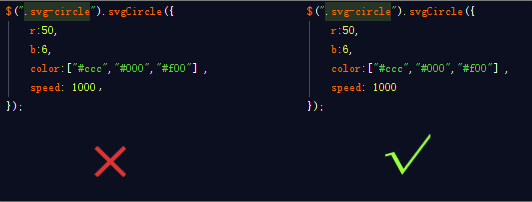 $(".svg-circle").svgCircle({
r:50,
b:6,
color:["#ccc","#000","#f00"] ,
speed: 1000，
});
$(".svg-circle").svgCircle({
r:50,
b:6,
color:["#ccc","#000","#f00"] ,
speed: 1000
});